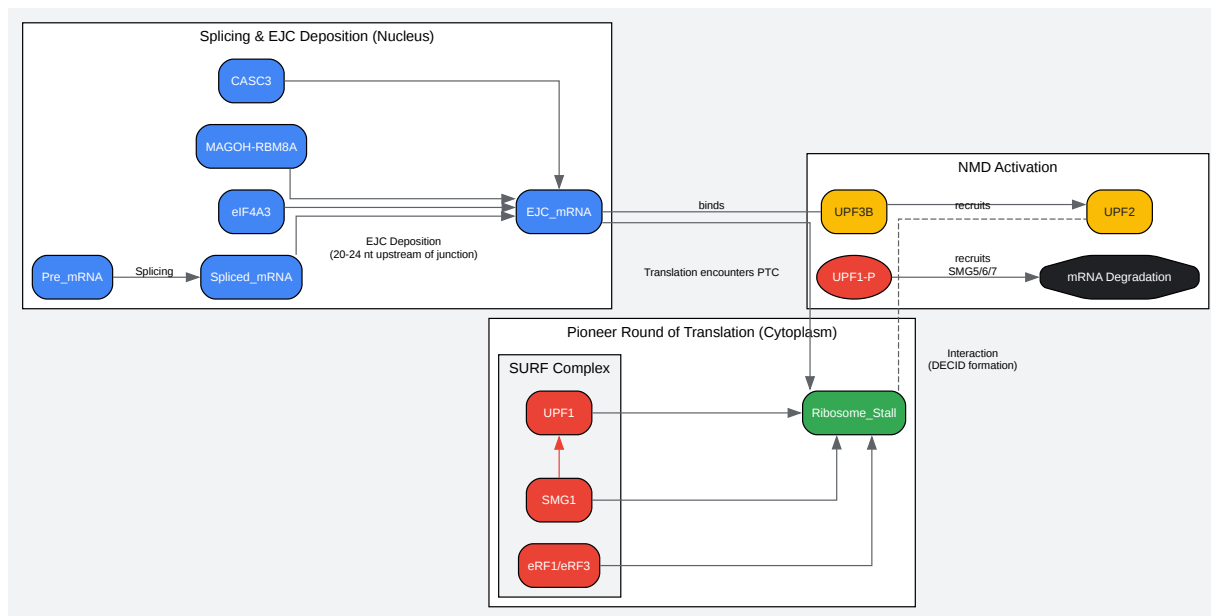 Splicing & EJC Deposition (Nucleus)
CASC3
MAGOH-RBM8A
eIF4A3
EJC_mRNA
EJC Deposition
(20-24 nt upstream of junction)
Pre_mRNA
Splicing
Spliced_mRNA
binds
Translation encounters PTC
NMD Activation
UPF3B
recruits
UPF2
UPF1-P
recruits
SMG5/6/7
mRNA Degradation
Pioneer Round of Translation (Cytoplasm)
SURF Complex
UPF1
SMG1
eRF1/eRF3
Ribosome_Stall
Interaction
(DECID formation)